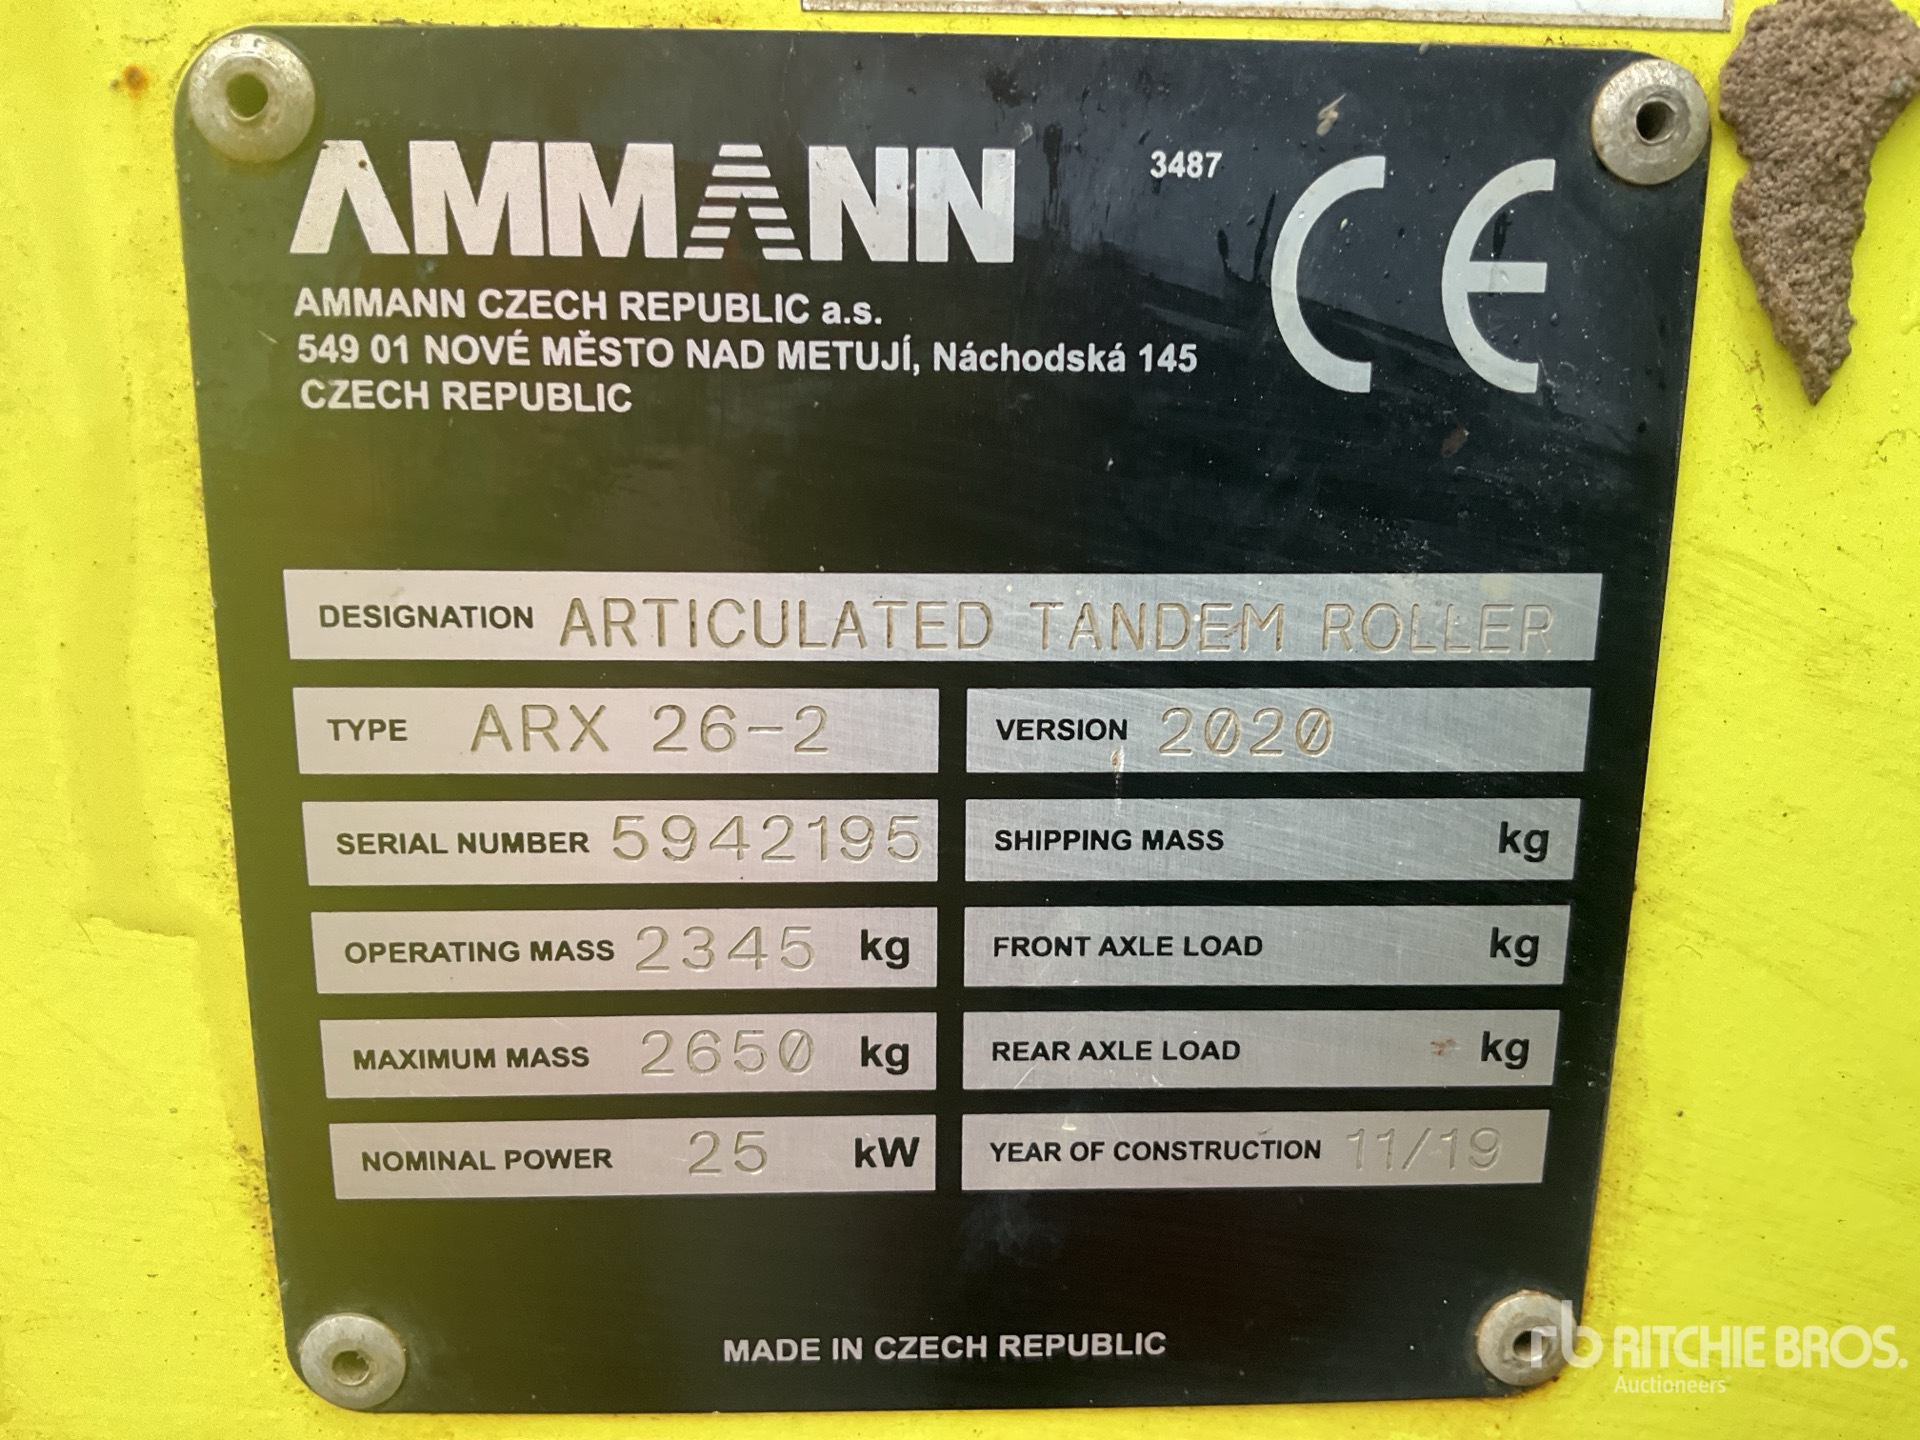 AMMANN
3487
CE
AMMANN CZECH REPUBLIC a.s.
549 01 NOVÉ MĚSTO NAD METUJÍ, Náchodská 145
CZECH REPUBLIC
DESIGNATION ARTICULATED TANDEM ROLLER
TYPE ARX 26-2
VERSION 2020
SERIAL NUMBER 5942195
SHIPPING MASS kg
OPERATING MASS 2345 kg
FRONT AXLE LOAD kg
MAXIMUM MASS 2650 kg
REAR AXLE LOAD kg
NOMINAL POWER 25 kW
YEAR OF CONSTRUCTION 11/19
MADE IN CZECH REPUBLIC
rb RITCHIE BROS.
Auctioneers